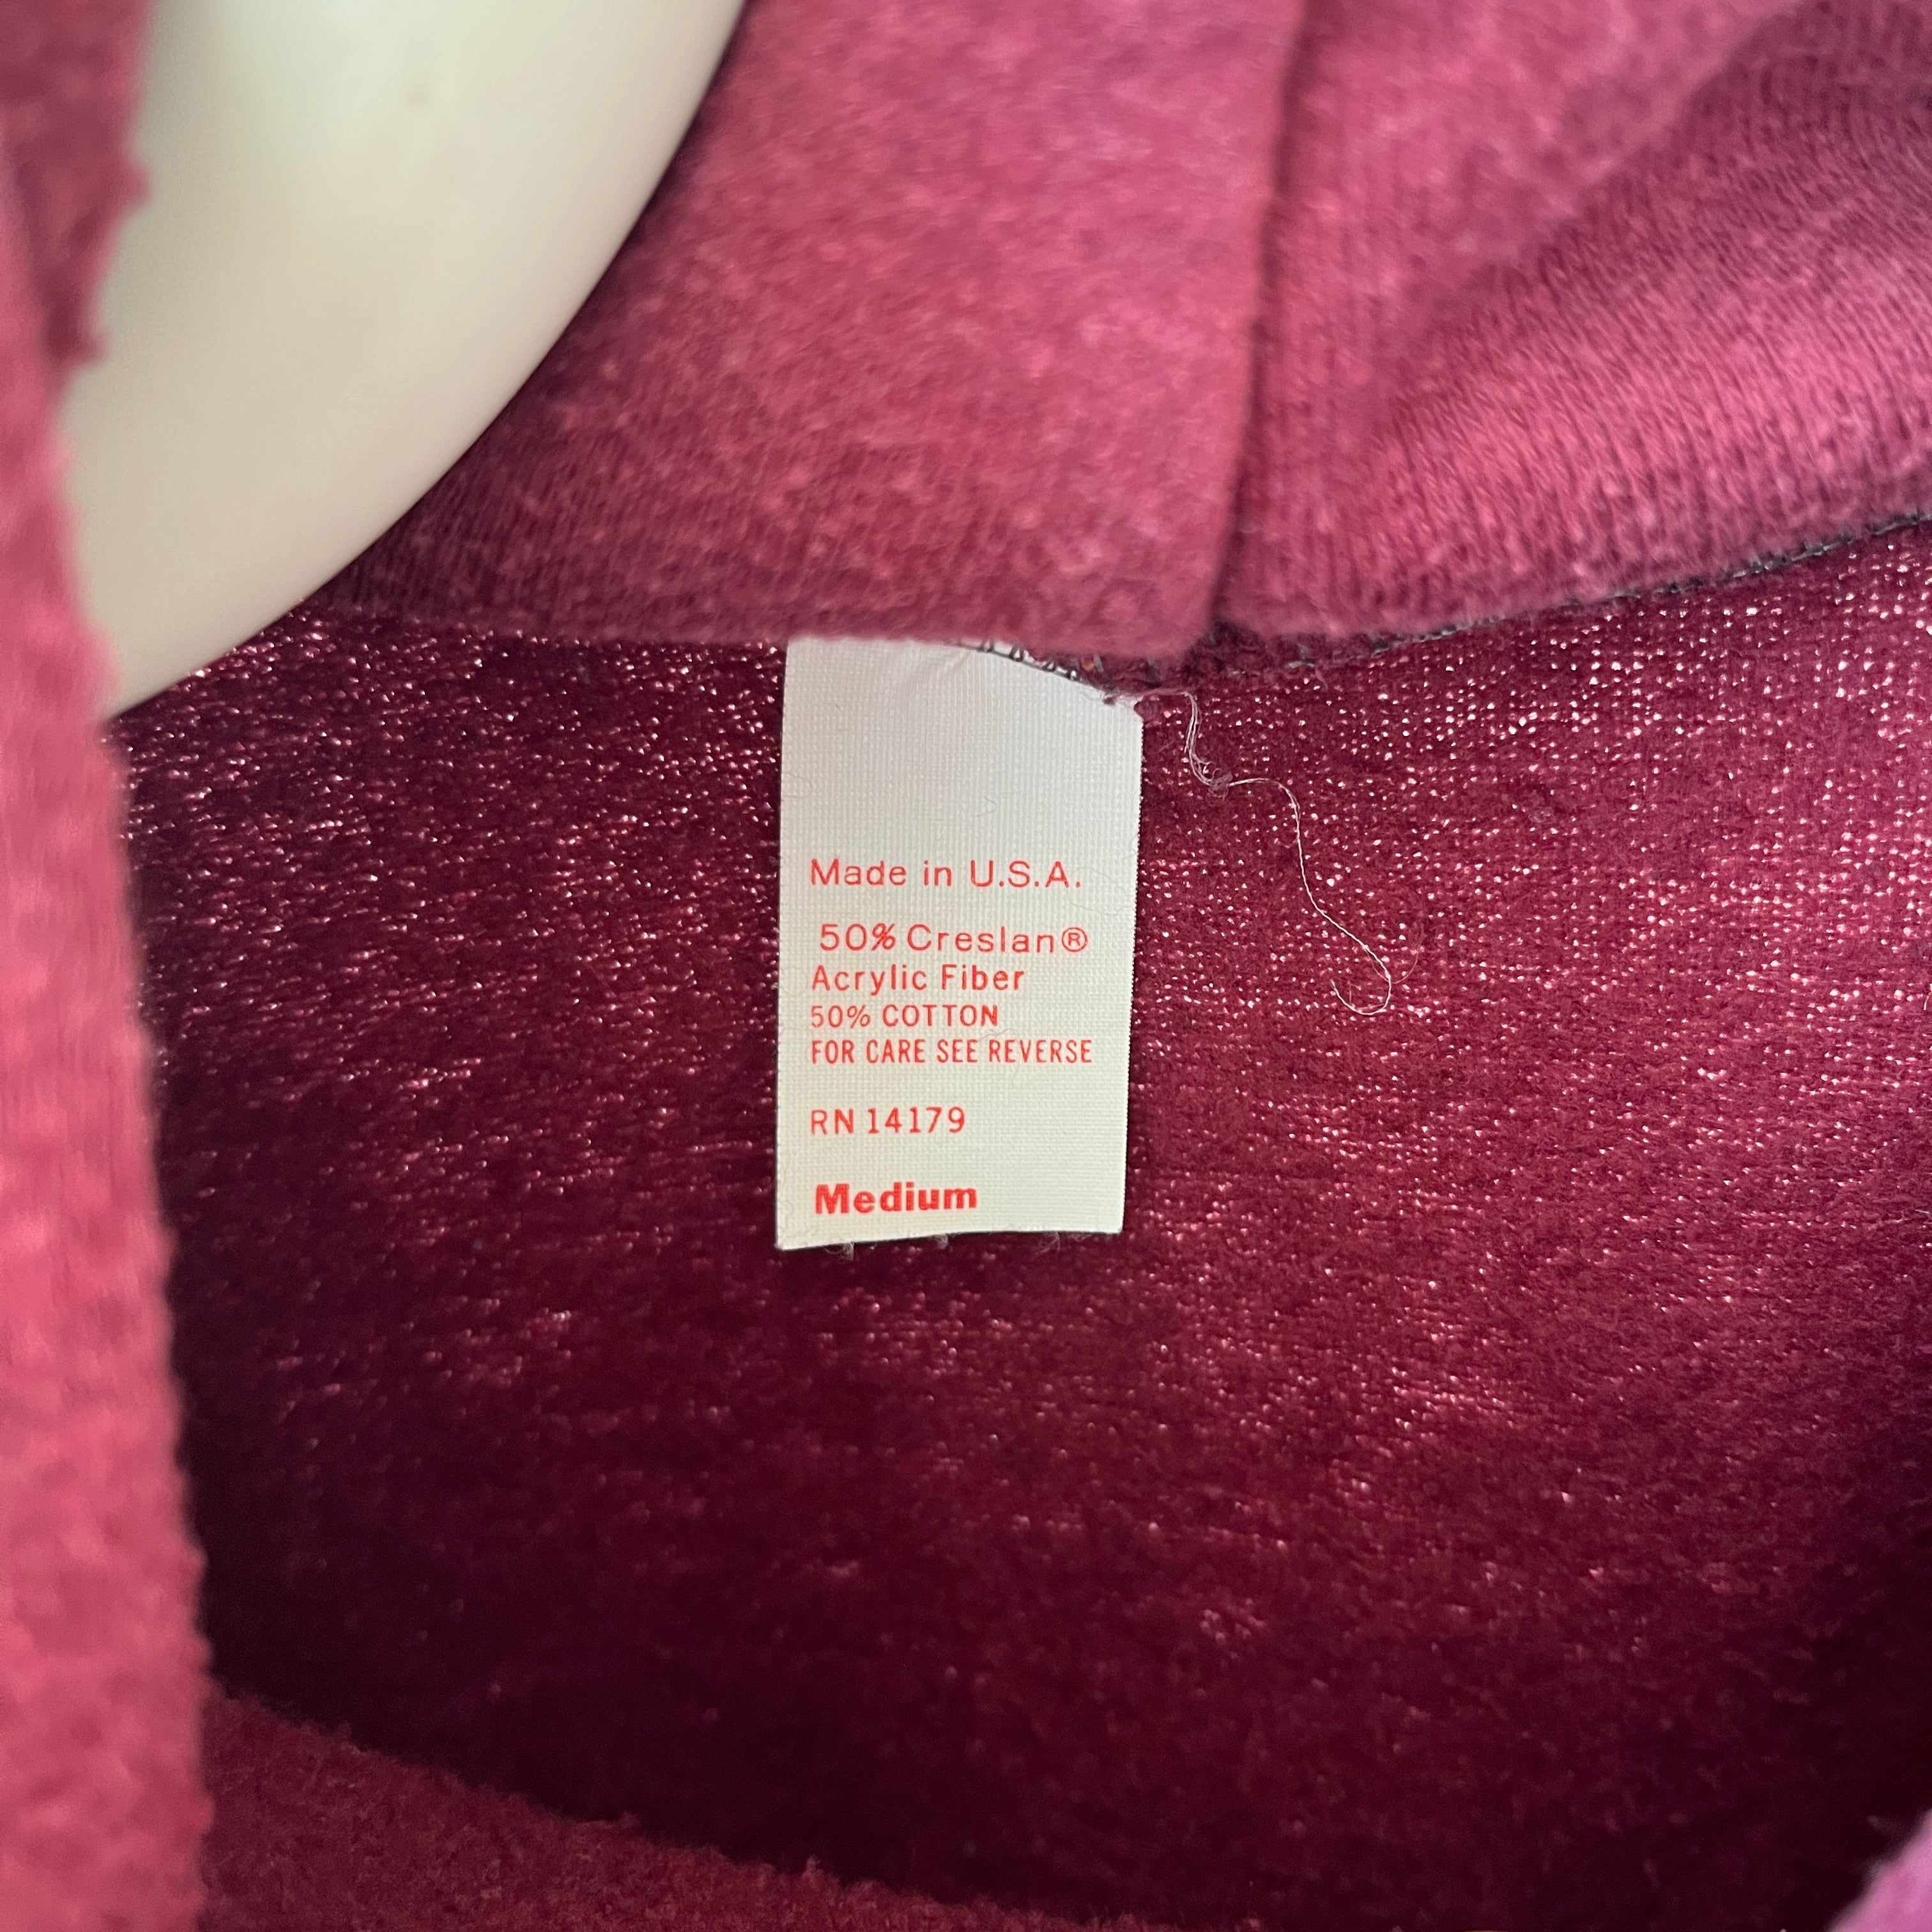 Made in U.S.A.
50% Creslan®
Acrylic Fiber
50% COTTON
FOR CARE SEE REVERSE
RN 14179
Medium